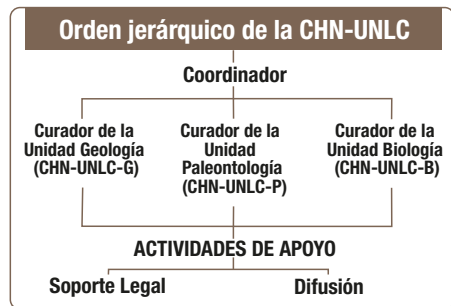 Orden jerárquico de la CHN-UNLC
Coordinador
Curador de la
Unidad Geología
(CHN-UNLC-G)
Curador de la
Unidad
Paleontología
(CHN-UNLC-P)
Curador de la
Unidad Biología
(CHN-UNLC-B)
ACTIVIDADES DE APOYO
Soporte Legal
Difusión